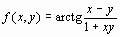 f(x, y) = arctg x − y / 1 + xy